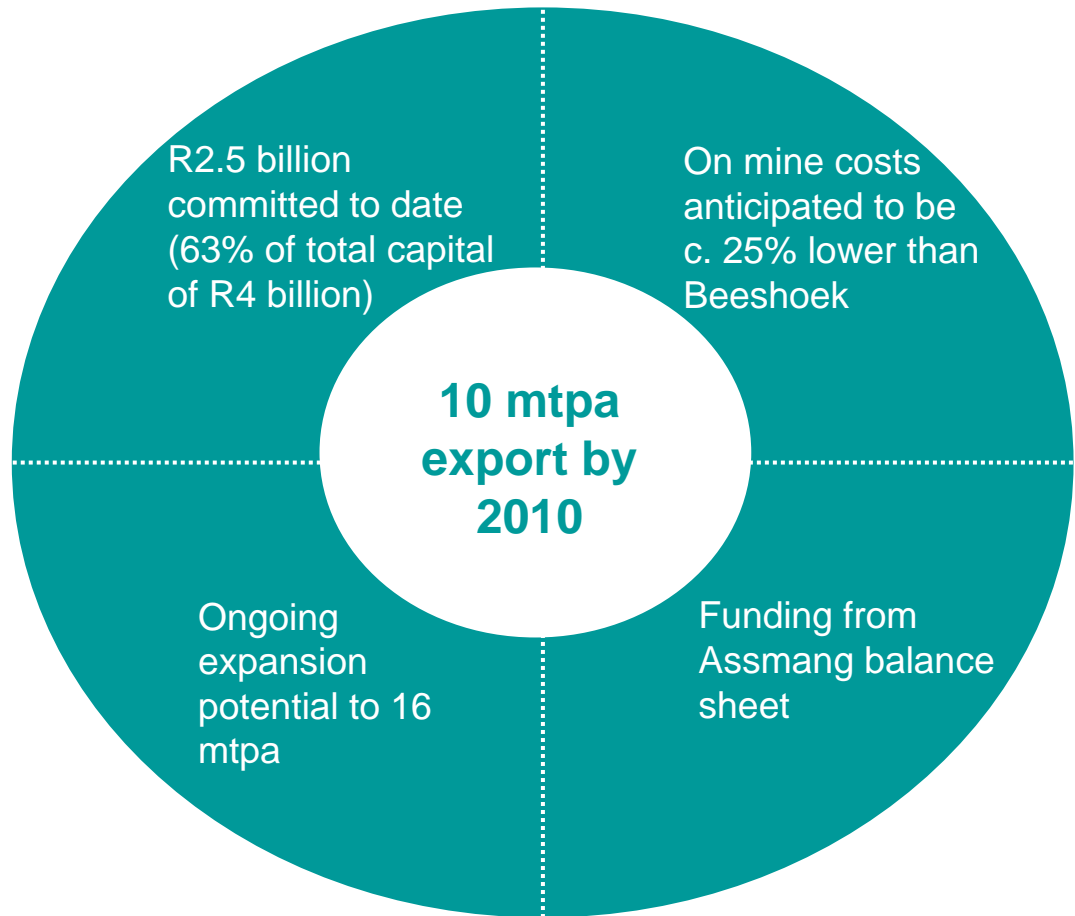 R2.5 billion
committed to date
(63% of total capital
of R4 billion)
On mine costs
anticipated to be
c. 25% lower than
Beeshoek
10 mtpa
export by
2010
Ongoing
expansion
potential to 16
mtpa
Funding from
Assmang balance
sheet